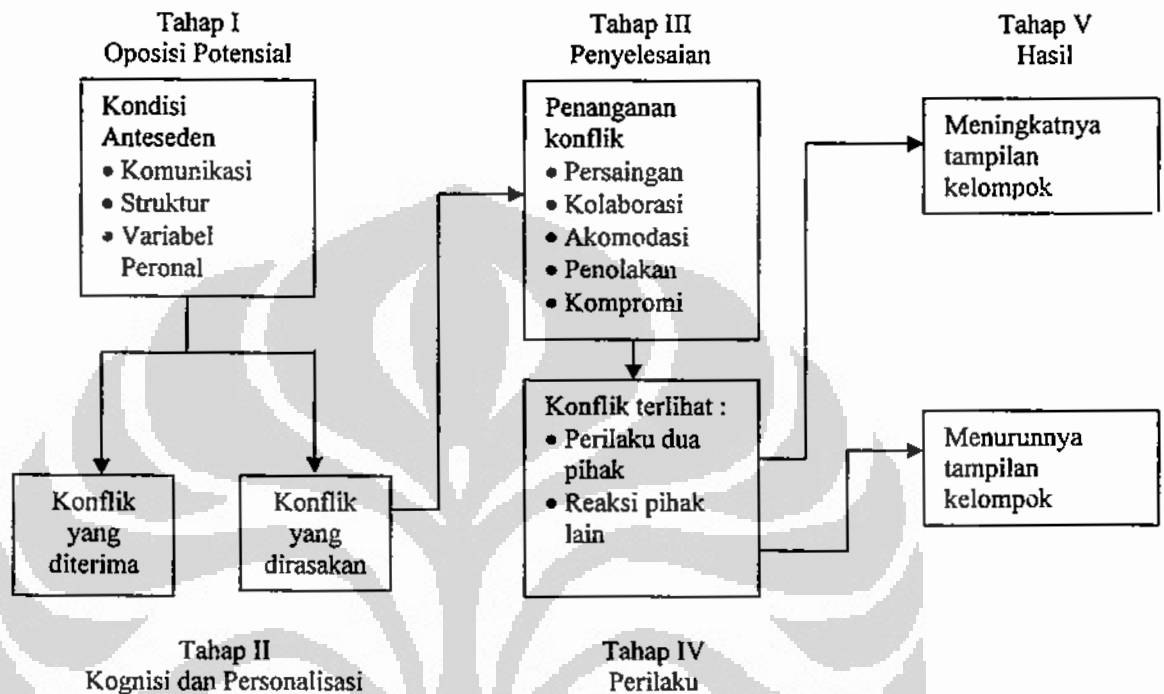 Tahap I
Oposisi Potensial
Kondisi
Anteseden
• Komunikasi
• Struktur
• Variabel
Peronal
Konflik
yang
diterima
Konflik
yang
dirasakan
Tahap II
Kognisi dan Personalisasi
Tahap III
Penyelesaian
Penanganan
konflik
• Persaingan
• Kolaborasi
• Akomodasi
• Penolakan
• Kompromi
Konflik terlihat :
• Perilaku dua
pihak
• Reaksi pihak
lain
Tahap IV
Perilaku
Tahap V
Hasil
Meningkatnya
tampilan
kelompok
Menurunnya
tampilan
kelompok